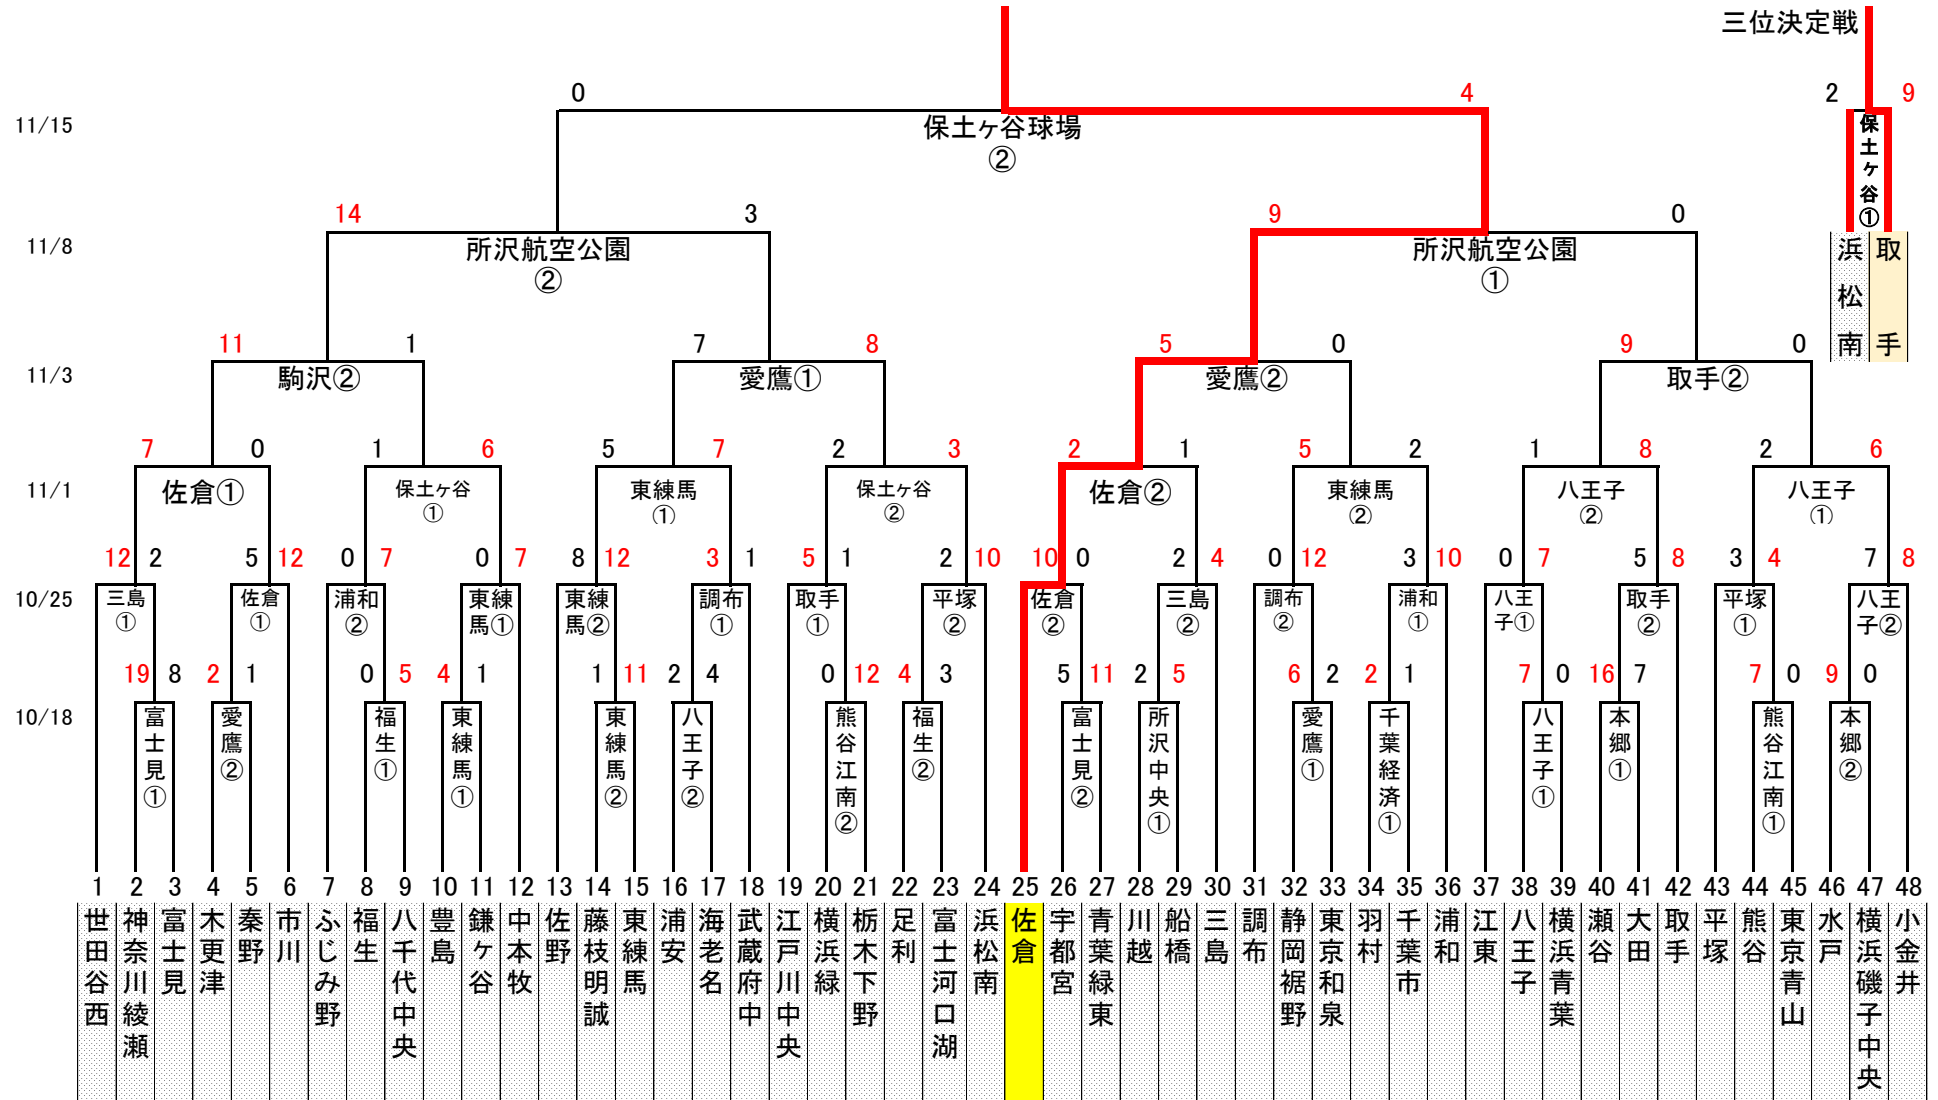 三位決定戦
0 4 2 9
11/15
保土ヶ谷球場
②
保土ヶ谷①
14 3 9 0
11/8
所沢航空公園
②
所沢航空公園
①
浜松南
取手
11 1 7 8 5 0 9 0
11/3
駒沢② 愛鷹① 愛鷹② 取手②
7 0 1 6 5 7 2 3 2 1 5 2 1 8 2 6
11/1
佐倉①
保土ヶ谷
①
東練馬
①
保土ヶ谷
②
佐倉②
東練馬
②
八王子
②
八王子
①
12 2 5 12 0 7 0 7 8 12 3 1 5 1 2 10 10 0 2 4 0 12 3 10 0 7 5 8 3 4 7 8
10/25
三島
①
佐倉
①
浦和
②
東練
馬①
東練
馬②
調布
①
取手
①
平塚
②
佐倉
②
三島
②
調布
②
浦和
①
八王
子①
取手
②
平塚
①
八王
子②
19 8 2 1 0 5 4 1 1 11 2 4 0 12 4 3 5 11 2 5 6 2 2 1 7 0 16 7 7 0 9 0
10/18
富士見①
愛鷹②
福生①
東練馬①
東練馬②
八王子②
熊谷江南②
福生②
富士見②
所沢中央①
愛鷹①
千葉経済①
八王子①
本郷①
熊谷江南①
本郷②
1 2 3 4 5 6 7 8 9 10 11 12 13 14 15 16 17 18 19 20 21 22 23 24 25 26 27 28 29 30 31 32 33 34 35 36 37 38 39 40 41 42 43 44 45 46 47 48
世田谷西
神奈川綾瀬
富士見
木更津
秦野
市川
ふじみ野
福生
八千代中央
豊島
鎌ケ谷
中本牧
佐野
藤枝明誠
東練馬
浦安
海老名
武蔵府中
江戸川中央
横浜緑
栃木下野
足利
富士河口湖
浜松南
佐倉
宇都宮
青葉緑東
川越
船橋
三島
調布
静岡裾野
東京和泉
羽村
千葉市
浦和
江東
八王子
横浜青葉
瀬谷
大田
取手
平塚
熊谷
東京青山
水戸
横浜磯子中央
小金井